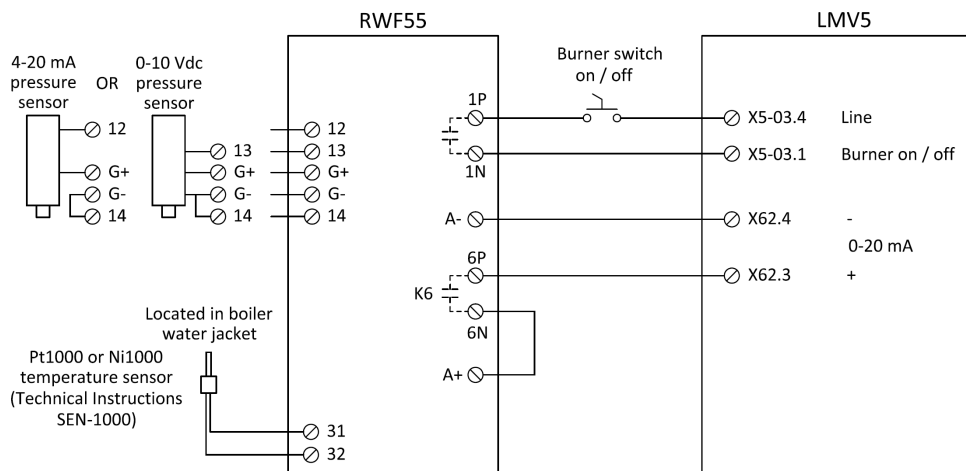 RWF55
LMV5
4-20 mA
pressure
sensor
OR
0-10 Vdc
pressure
sensor
12
G+
G-
14
13
G+
G-
14
12
13
G+
G-
14
Burner switch
on / off
1P
1N
X5-03.4 Line
X5-03.1 Burner on / off
A-
X62.4 -
0-20 mA
6P
X62.3 +
K6
6N
A+
Located in boiler
water jacket
Pt1000 or Ni1000
temperature sensor
(Technical Instructions
SEN-1000)
31
32